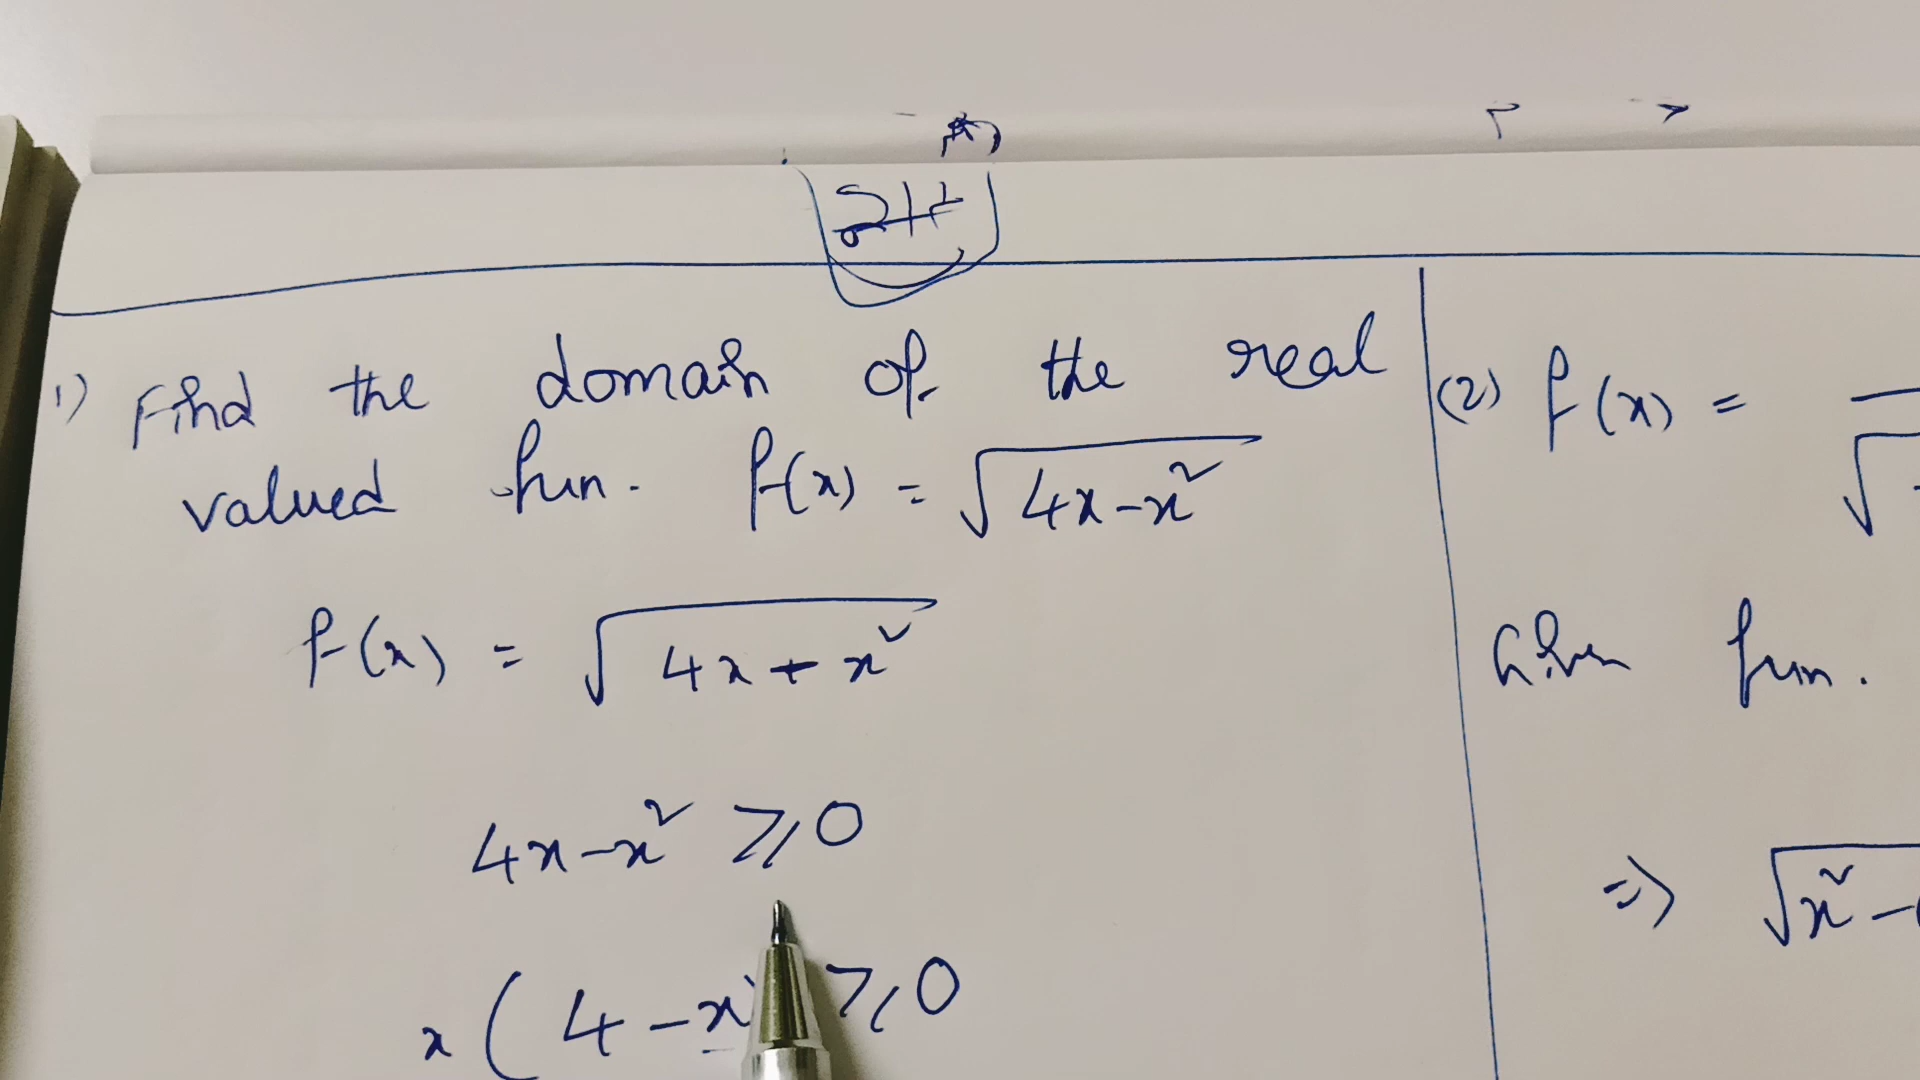 1) Find the domain of the real
valued fun. f(x) = √4x-x²
f(x) = √4x+x²
4x-x² ≥ 0
x(4-x) ≥ 0
(2) f(x) =
Given fun.
=> √x²-